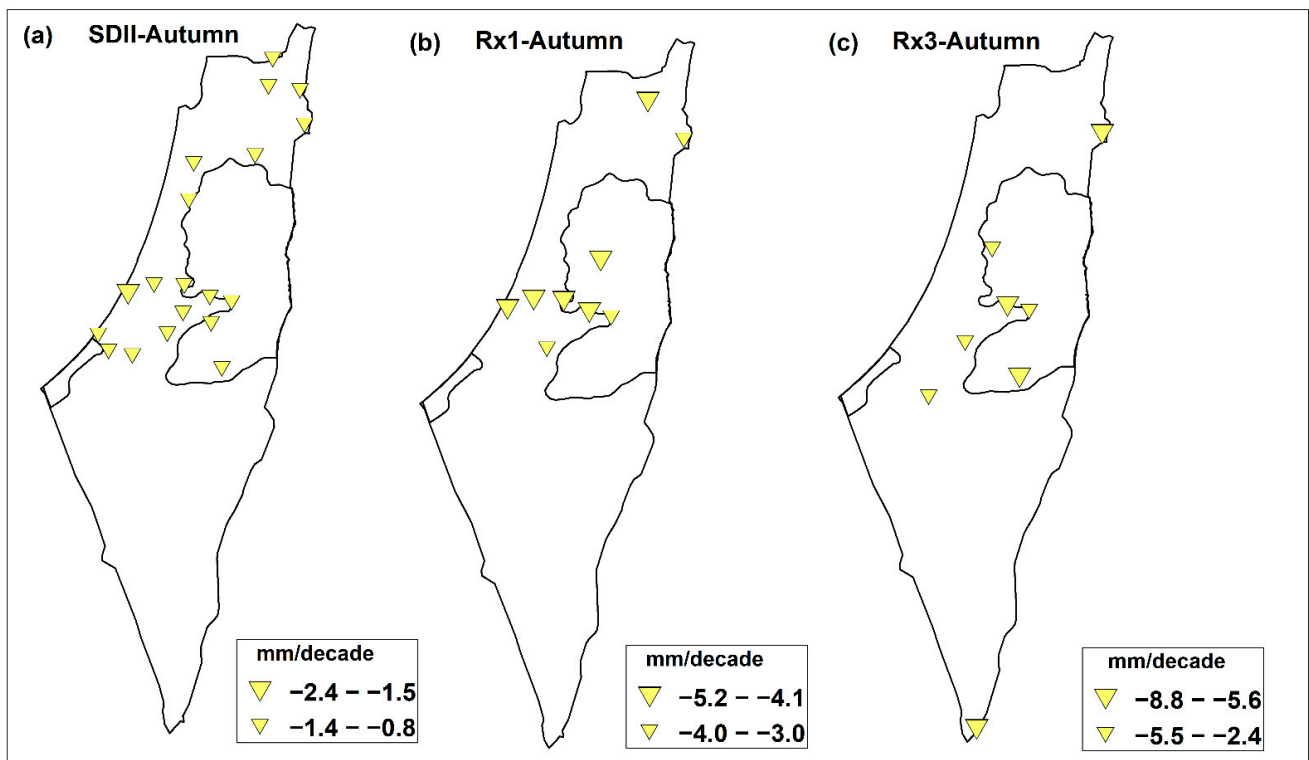 (a) SDII-Autumn
(b) Rx1-Autumn
(c) Rx3-Autumn
mm/decade
−2.4 – −1.5
−1.4 – −0.8
mm/decade
−5.2 – −4.1
−4.0 – −3.0
mm/decade
−8.8 – −5.6
−5.5 – −2.4